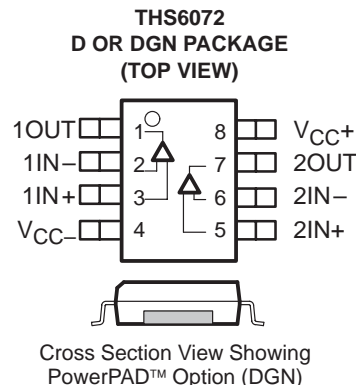 THS6072
D OR DGN PACKAGE
(TOP VIEW)
1OUT 1 8 VCC+
1IN− 2 7 2OUT
1IN+ 3 6 2IN−
VCC− 4 5 2IN+
Cross Section View Showing
PowerPAD™ Option (DGN)